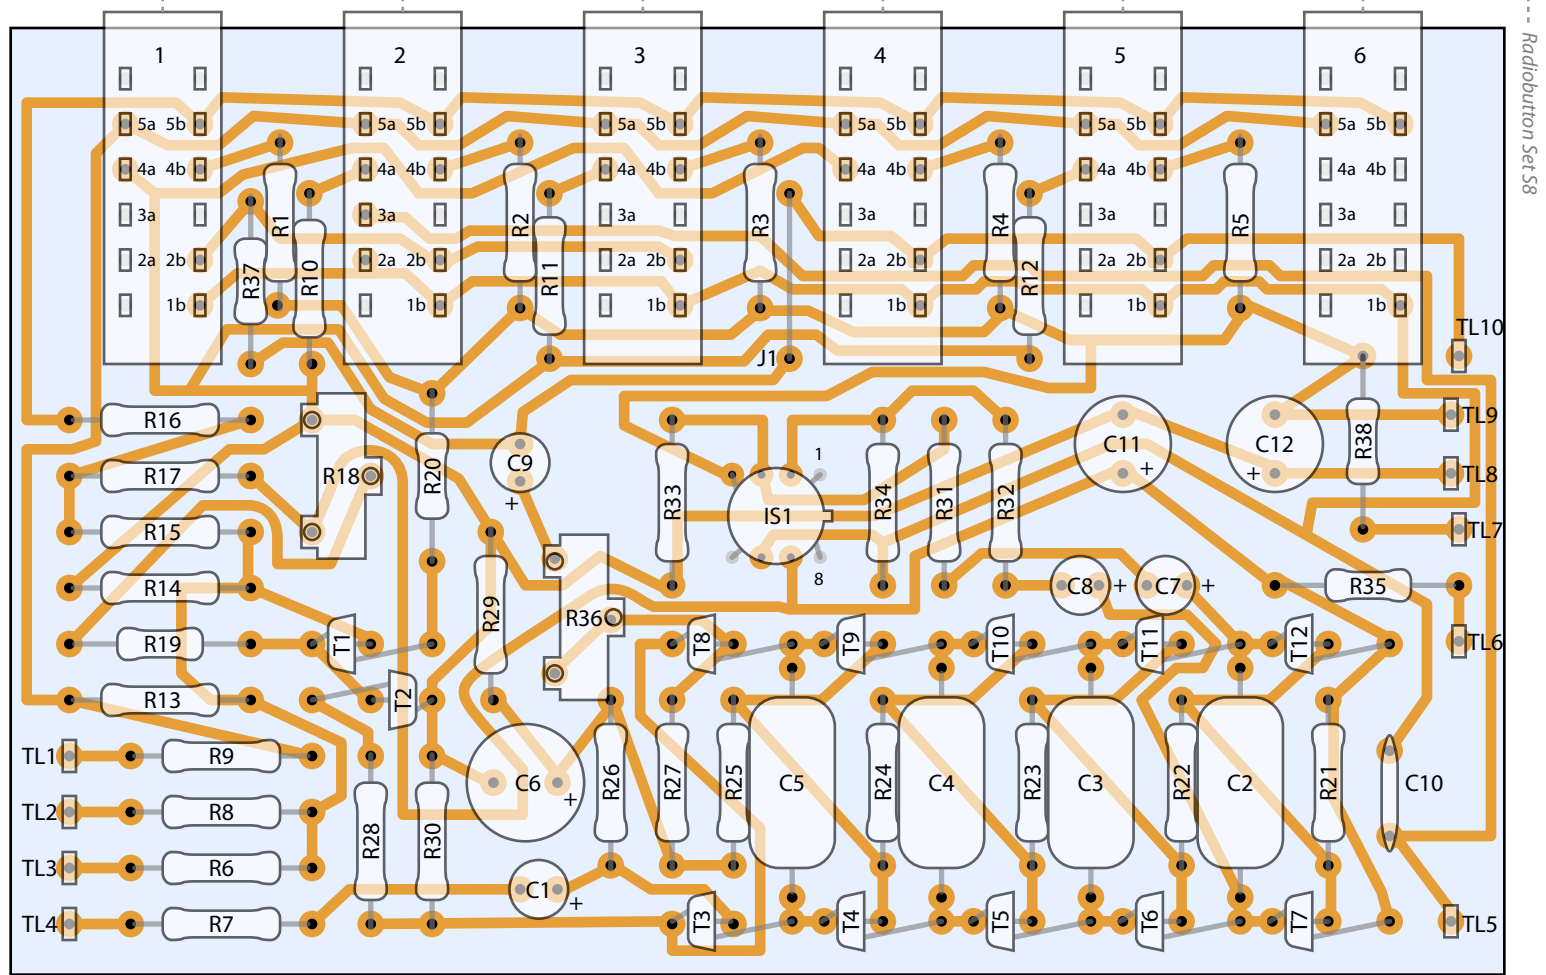 1 2 3 4 5 6
5a 5b 5a 5b 5a 5b 5a 5b 5a 5b 5a 5b
4a 4b 4a 4b 4a 4b 4a 4b 4a 4b 4a 4b
3a 3a 3a 3a 3a 3a
2a 2b 2a 2b 2a 2b 2a 2b 2a 2b 2a 2b
1b 1b 1b 1b 1b 1b
Radiobutton Set S8
R1 R2 R3 R4 R5
R37 R10 R11 R12
TL10
J1
R16 TL9
R20 C9 + R33 1 R34 R31 R32 C11 + C12 + R38
R17 R18 TL8
IS1
R15 TL7
R14 8 C8 + C7 + R35
R29 R36
R19 T1 T8 T9 T10 T11 T12 TL6
R13 T2
TL1 R9
C6 + R26 R27 R25 C5 R24 C4 R23 C3 R22 C2 R21 C10
TL2 R8
R28 R30
TL3 R6
C1 +
TL4 R7 T3 T4 T5 T6 T7 TL5